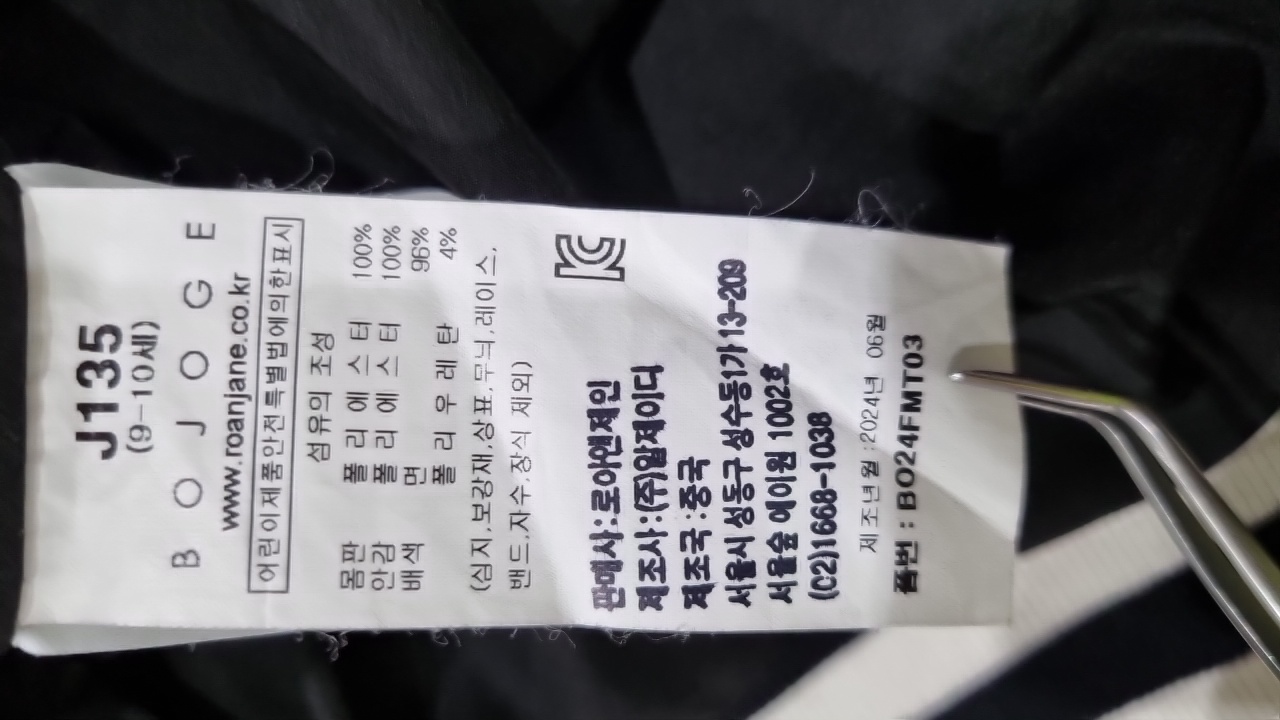 J135
(9-10세)
B O J O G E
www.roanjane.co.kr
어린이제품안전특별법에의한표시
섬유의 조성
몸판 폴리에스터 100%
안감 폴리에스터 100%
배색 면 96%
폴리우레탄 4%
(심지,보강재,상표,무늬,레이스,
밴드,자수,장식 제외)
KC
판매사:로아앤제인
제조사:(주)알제이디
제조국:중국
서울시 성동구 성수동1가 13-209
서울숲 에이원 1002호
(02)1668-1038
제조년월:2024년 06월
품번 : BO24FMT03